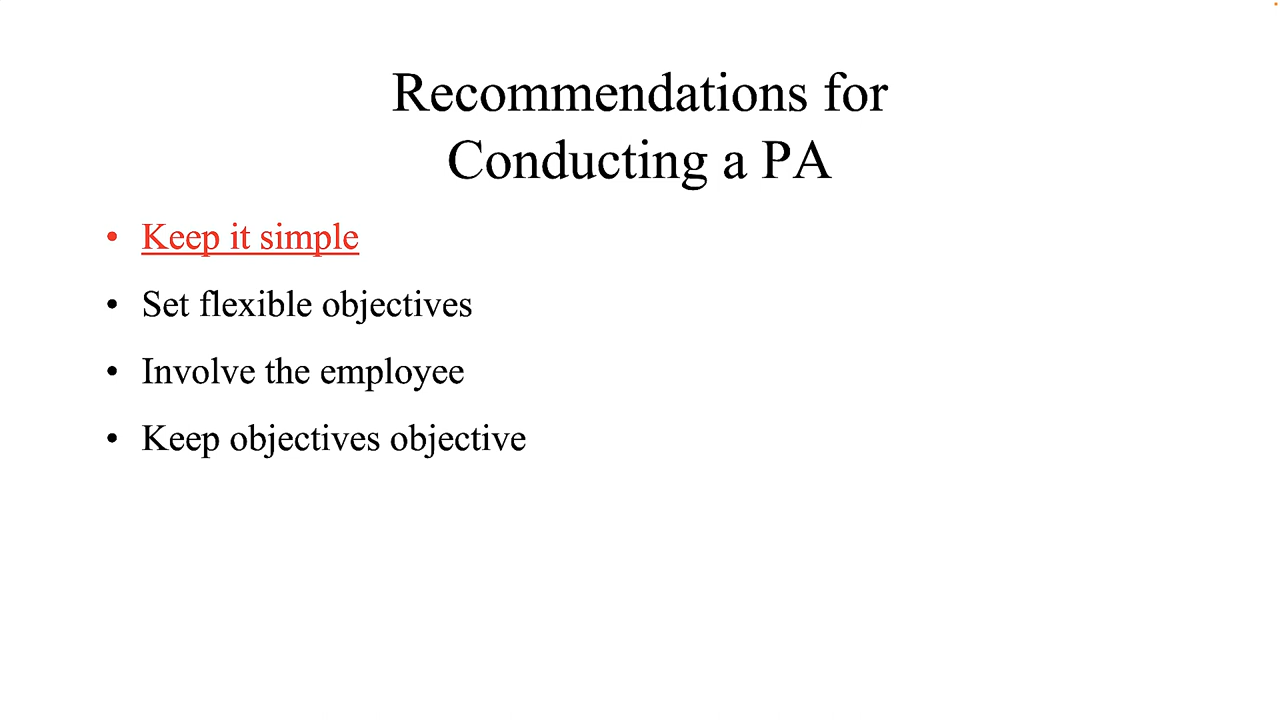 Recommendations for
Conducting a PA
• Keep it simple
• Set flexible objectives
• Involve the employee
• Keep objectives objective